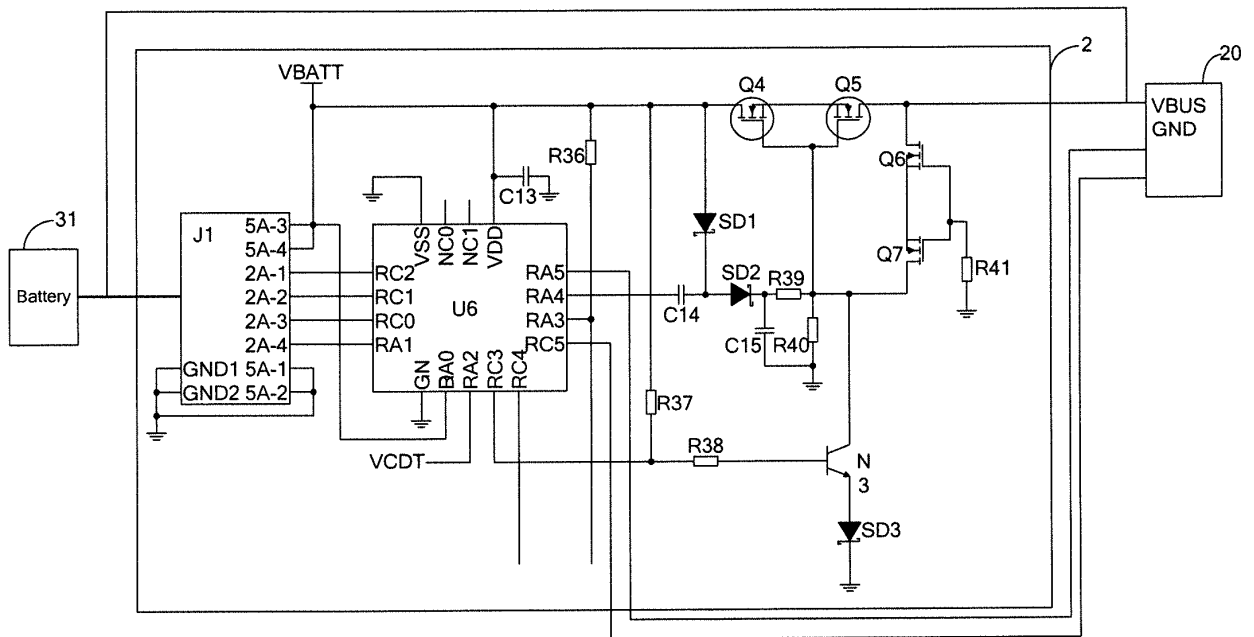 2
20
VBATT
Q4
Q5
VBUS
GND
R36
Q6
C13
31
J1
5A-3
5A-4
2A-1
2A-2
2A-3
2A-4
GND1
5A-1
GND2
5A-2
VSS
NC0
NC1
VDD
RC2
RC1
RC0
RA1
U6
RA5
RA4
RA3
RC5
GN
RA0
RA2
RC3
RC4
Battery
SD1
SD2
R39
C14
C15
R40
Q7
R41
R37
R38
VCDT
N
3
SD3